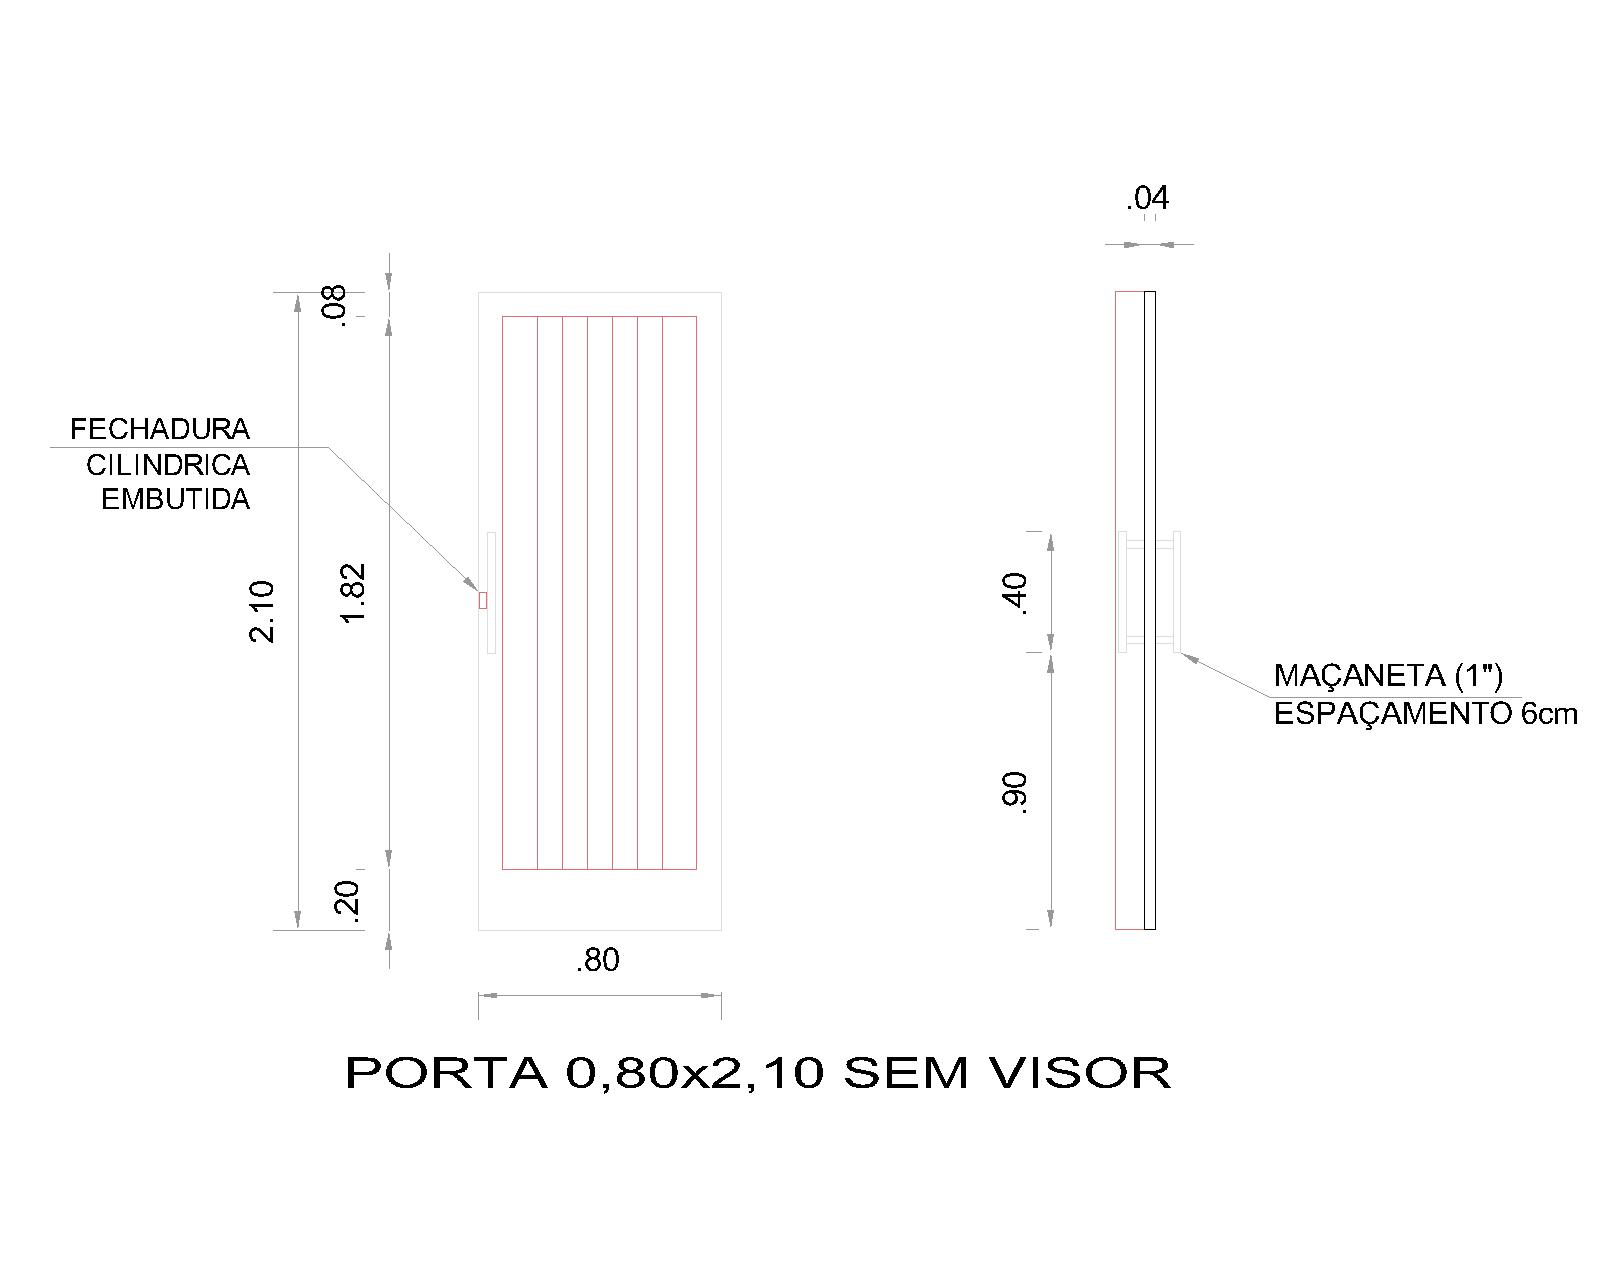 .04
.08
FECHADURA
CILINDRICA
EMBUTIDA
2.10
1.82
.40
MAÇANETA (1")
ESPAÇAMENTO 6cm
.90
.20
.80
PORTA 0,80x2,10 SEM VISOR